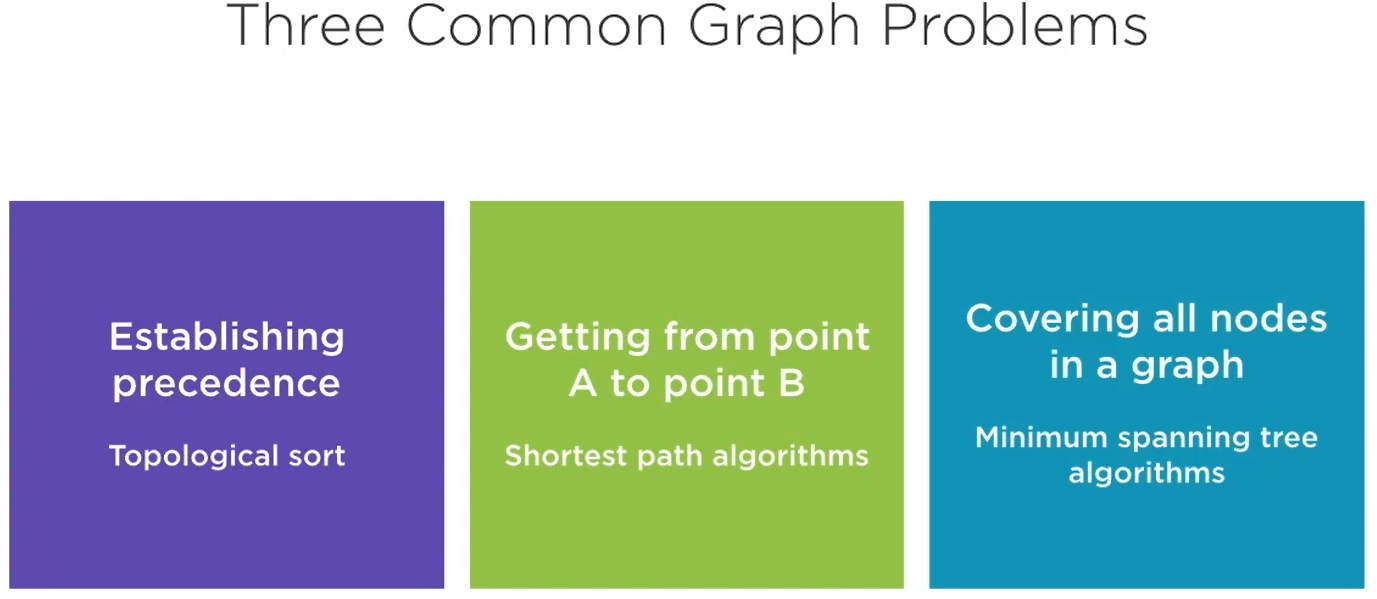 Three Common Graph Problems
Establishing
precedence
Topological sort
Getting from point
A to point B
Shortest path algorithms
Covering all nodes
in a graph
Minimum spanning tree
algorithms